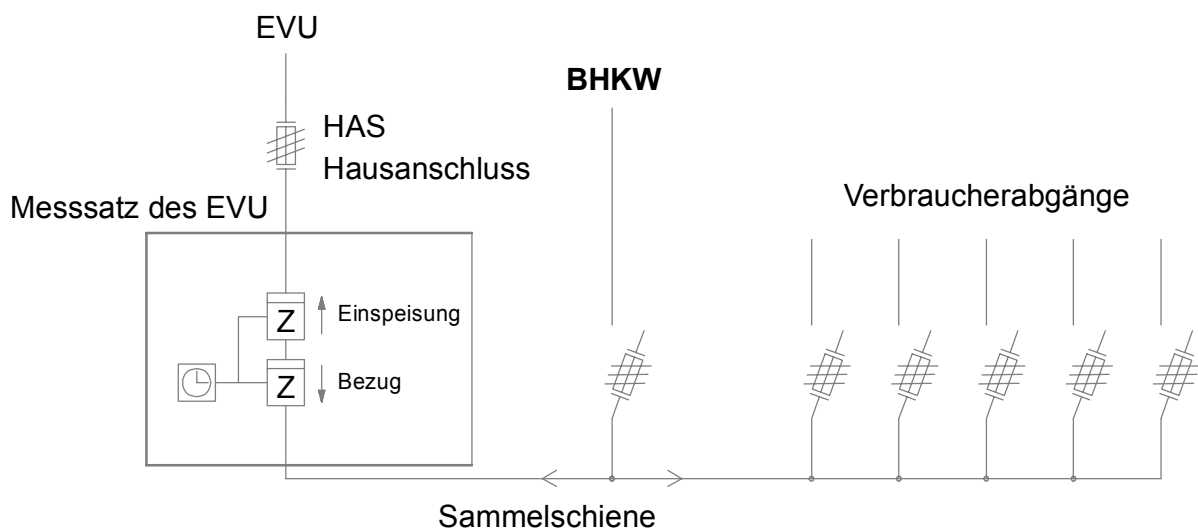 EVU
BHKW
HAS
Hausanschluss
Messsatz des EVU
Verbraucherabgänge
Z
Einspeisung
Z
Bezug
Sammelschiene